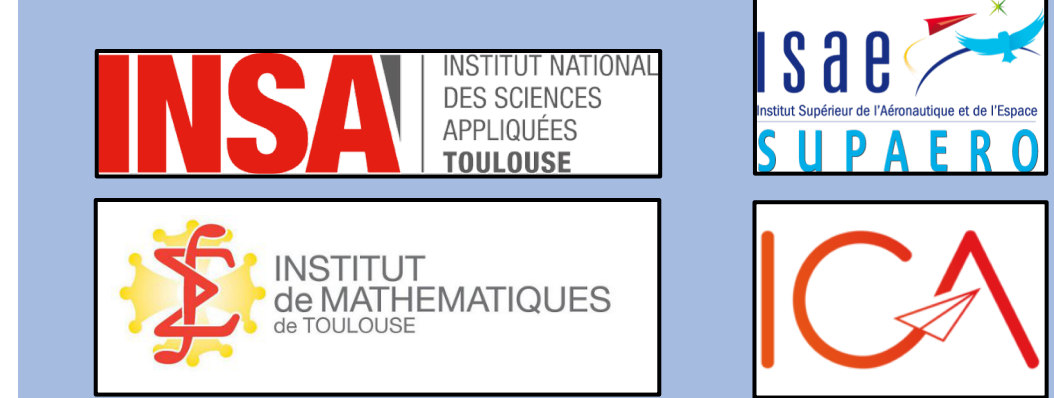 INSA
INSTITUT NATIONAL
DES SCIENCES
APPLIQUÉES
TOULOUSE
Isae
Institut Supérieur de l'Aéronautique et de l'Espace
SUPAERO
INSTITUT
de MATHEMATIQUES
de TOULOUSE
ICA